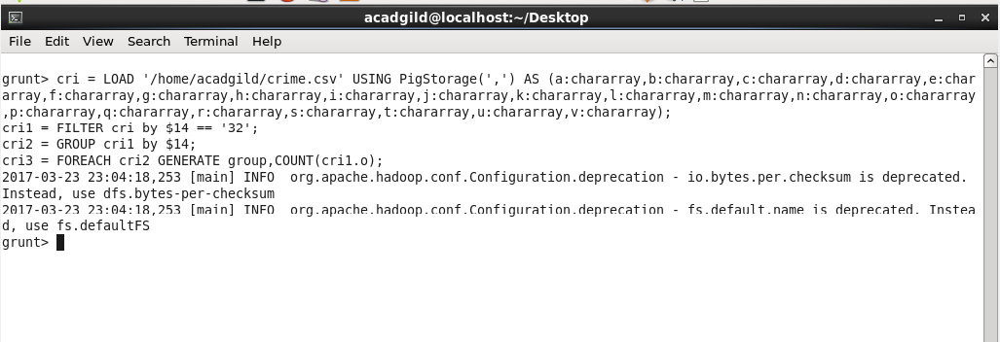 acadgild@localhost:~/Desktop
File Edit View Search Terminal Help
grunt> cri = LOAD '/home/acadgild/crime.csv' USING PigStorage(',') AS (a:chararray,b:chararray,c:chararray,d:chararray,e:char
array,f:chararray,g:chararray,h:chararray,i:chararray,j:chararray,k:chararray,l:chararray,m:chararray,n:chararray,o:chararray
,p:chararray,q:chararray,r:chararray,s:chararray,t:chararray,u:chararray,v:chararray);
cri1 = FILTER cri by $14 == '32';
cri2 = GROUP cri1 by $14;
cri3 = FOREACH cri2 GENERATE group,COUNT(cri1.o);
2017-03-23 23:04:18,253 [main] INFO  org.apache.hadoop.conf.Configuration.deprecation - io.bytes.per.checksum is deprecated.
Instead, use dfs.bytes-per-checksum
2017-03-23 23:04:18,253 [main] INFO  org.apache.hadoop.conf.Configuration.deprecation - fs.default.name is deprecated. Instea
d, use fs.defaultFS
grunt>